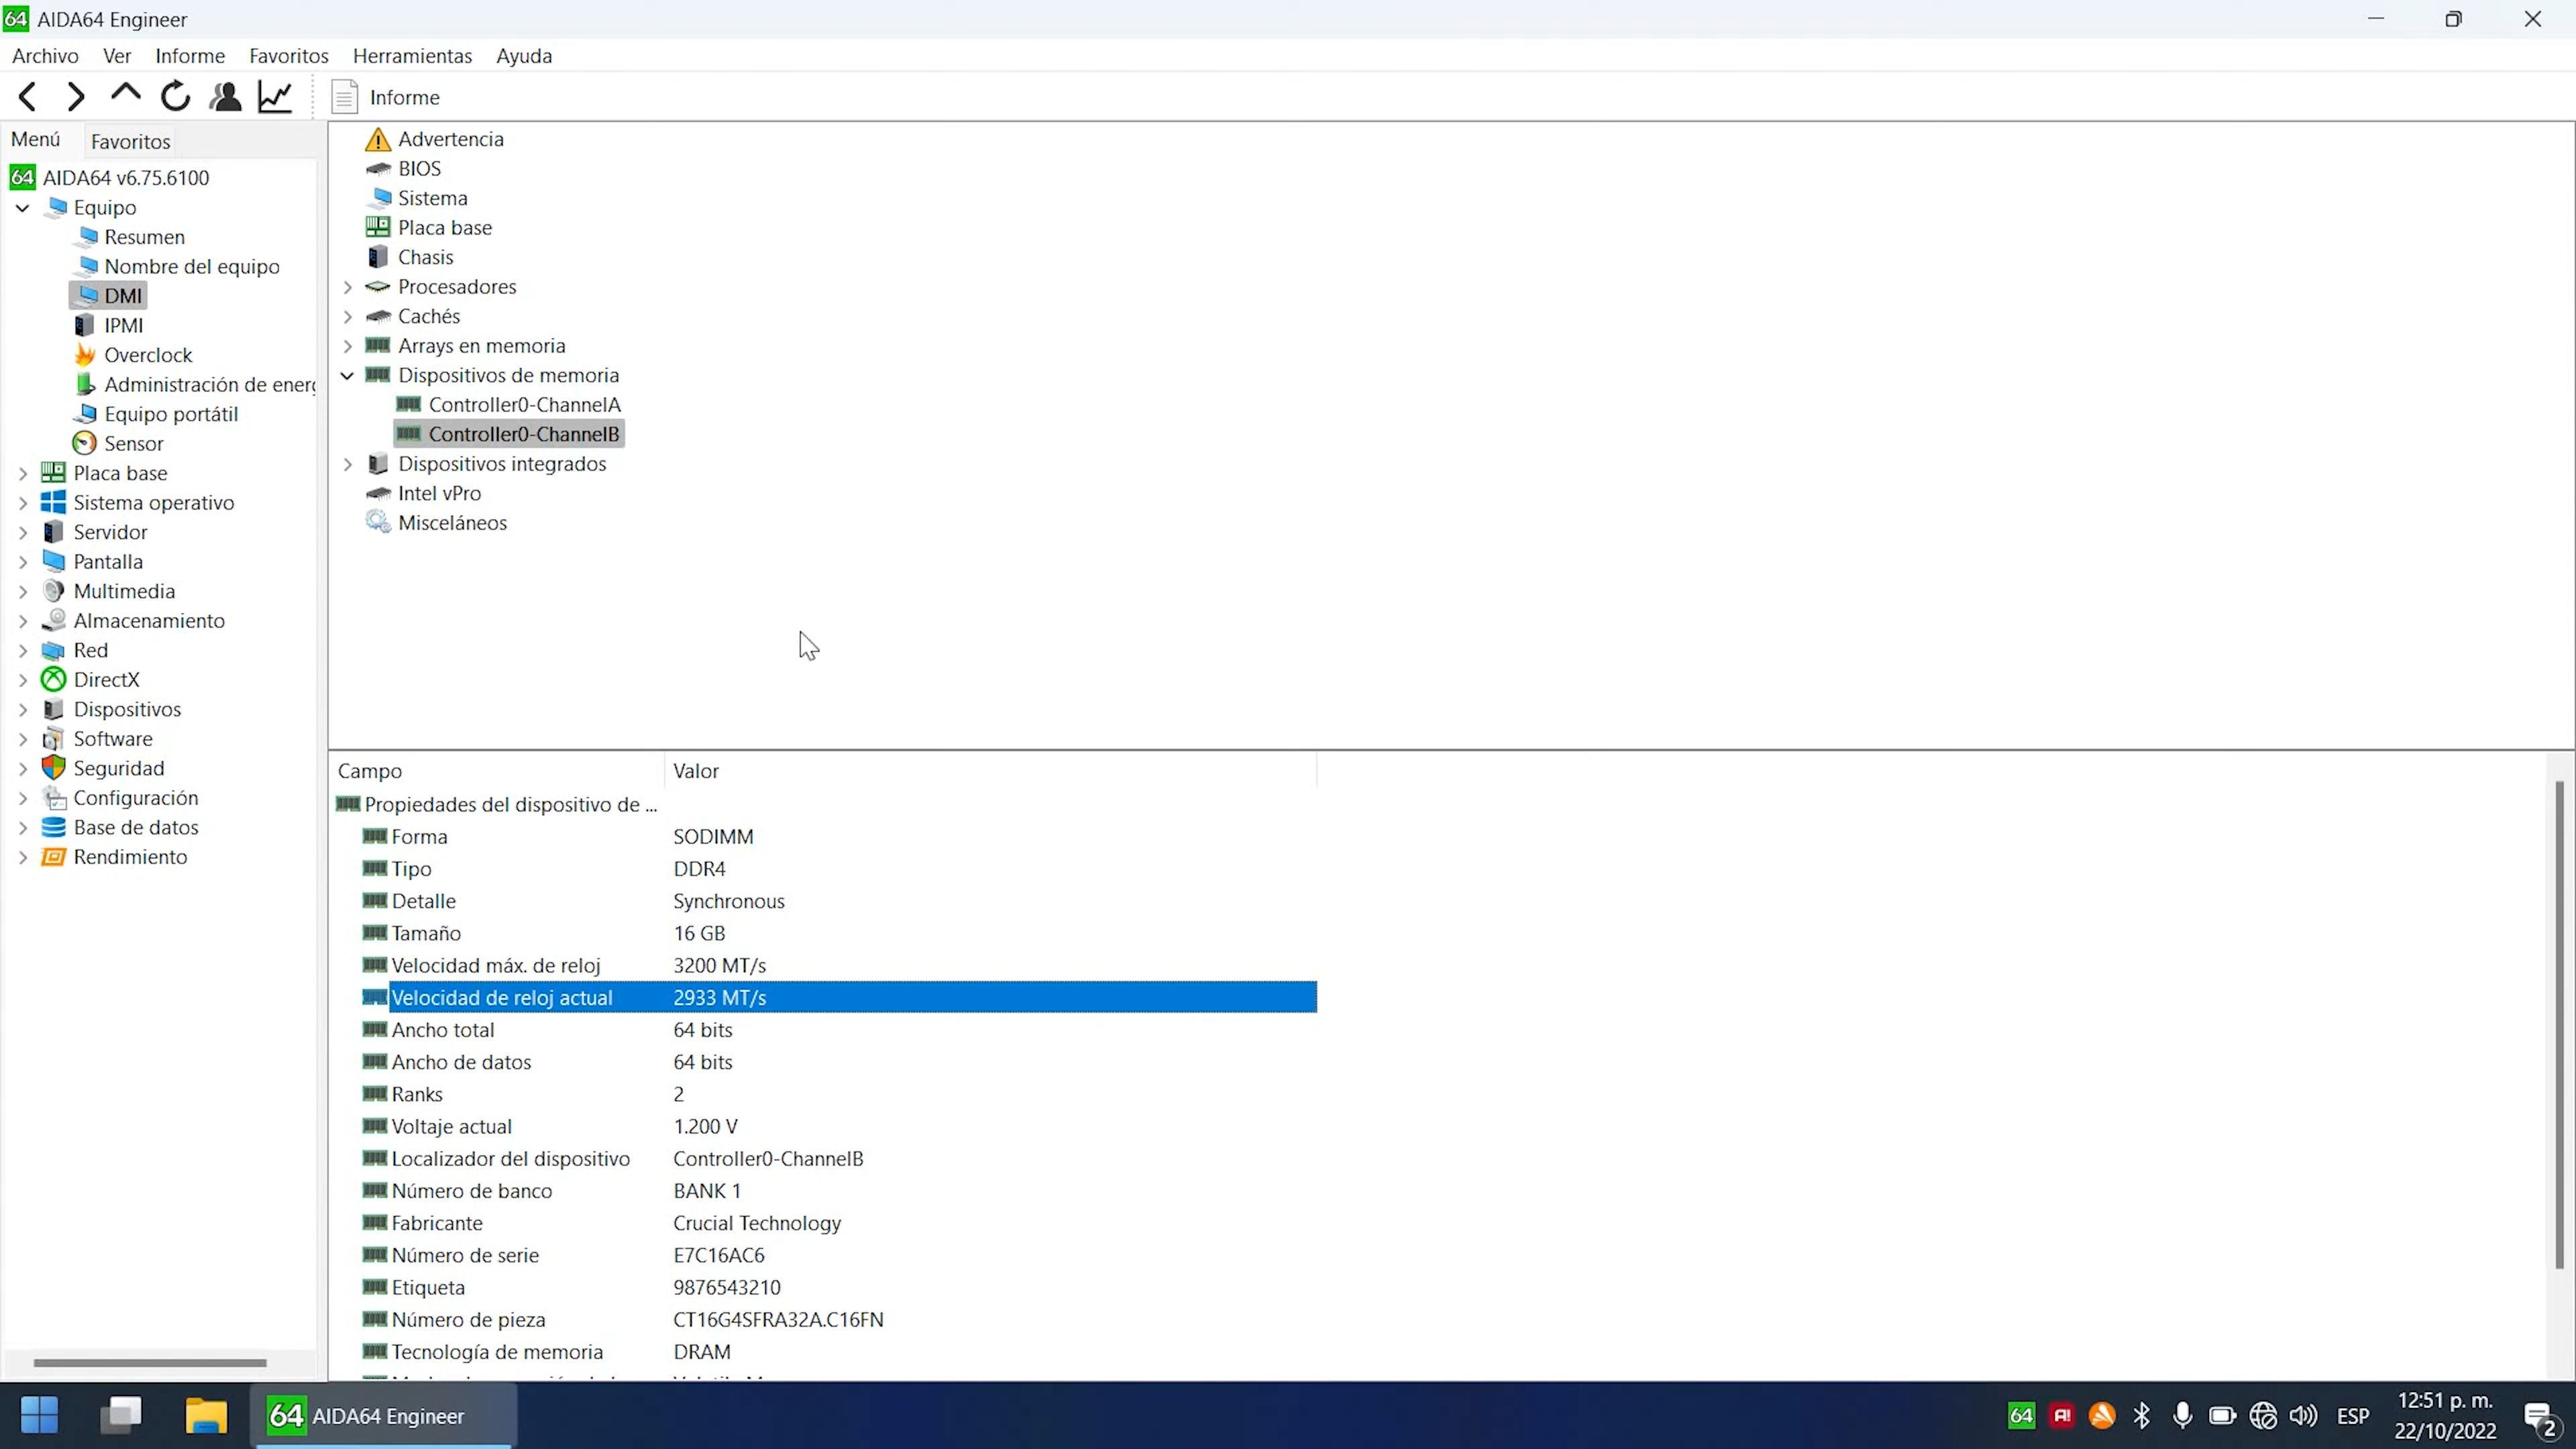 64 AIDA64 Engineer
Archivo Ver Informe Favoritos Herramientas Ayuda
Informe
Menú Favoritos
64 AIDA64 v6.75.6100
Equipo
Resumen
Nombre del equipo
DMI
IPMI
Overclock
Administración de energ
Equipo portátil
Sensor
Placa base
Sistema operativo
Servidor
Pantalla
Multimedia
Almacenamiento
Red
DirectX
Dispositivos
Software
Seguridad
Configuración
Base de datos
Rendimiento
Advertencia
BIOS
Sistema
Placa base
Chasis
Procesadores
Cachés
Arrays en memoria
Dispositivos de memoria
Controller0-ChannelA
Controller0-ChannelB
Dispositivos integrados
Intel vPro
Misceláneos
Campo Valor
Propiedades del dispositivo de ...
Forma SODIMM
Tipo DDR4
Detalle Synchronous
Tamaño 16 GB
Velocidad máx. de reloj 3200 MT/s
Velocidad de reloj actual 2933 MT/s
Ancho total 64 bits
Ancho de datos 64 bits
Ranks 2
Voltaje actual 1.200 V
Localizador del dispositivo Controller0-ChannelB
Número de banco BANK 1
Fabricante Crucial Technology
Número de serie E7C16AC6
Etiqueta 9876543210
Número de pieza CT16G4SFRA32A.C16FN
Tecnología de memoria DRAM
64 AIDA64 Engineer
64 A! ESP 12:51 p. m.
22/10/2022 2